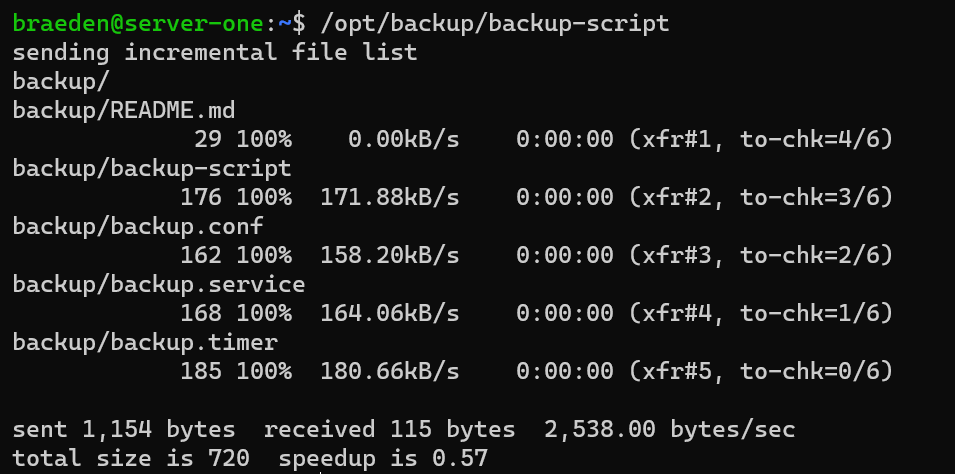 braeden@server-one:~$ /opt/backup/backup-script
sending incremental file list
backup/
backup/README.md
             29 100%    0.00kB/s    0:00:00 (xfr#1, to-chk=4/6)
backup/backup-script
            176 100%  171.88kB/s    0:00:00 (xfr#2, to-chk=3/6)
backup/backup.conf
            162 100%  158.20kB/s    0:00:00 (xfr#3, to-chk=2/6)
backup/backup.service
            168 100%  164.06kB/s    0:00:00 (xfr#4, to-chk=1/6)
backup/backup.timer
            185 100%  180.66kB/s    0:00:00 (xfr#5, to-chk=0/6)

sent 1,154 bytes  received 115 bytes  2,538.00 bytes/sec
total size is 720  speedup is 0.57